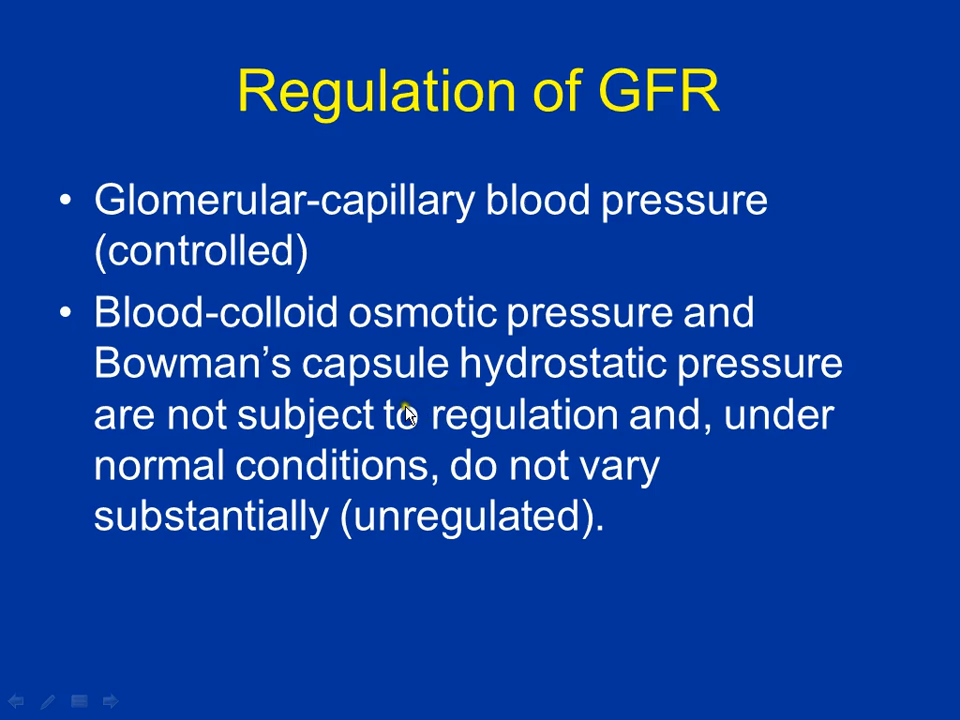 Regulation of GFR
• Glomerular-capillary blood pressure
(controlled)
• Blood-colloid osmotic pressure and
Bowman’s capsule hydrostatic pressure
are not subject to regulation and, under
normal conditions, do not vary
substantially (unregulated).